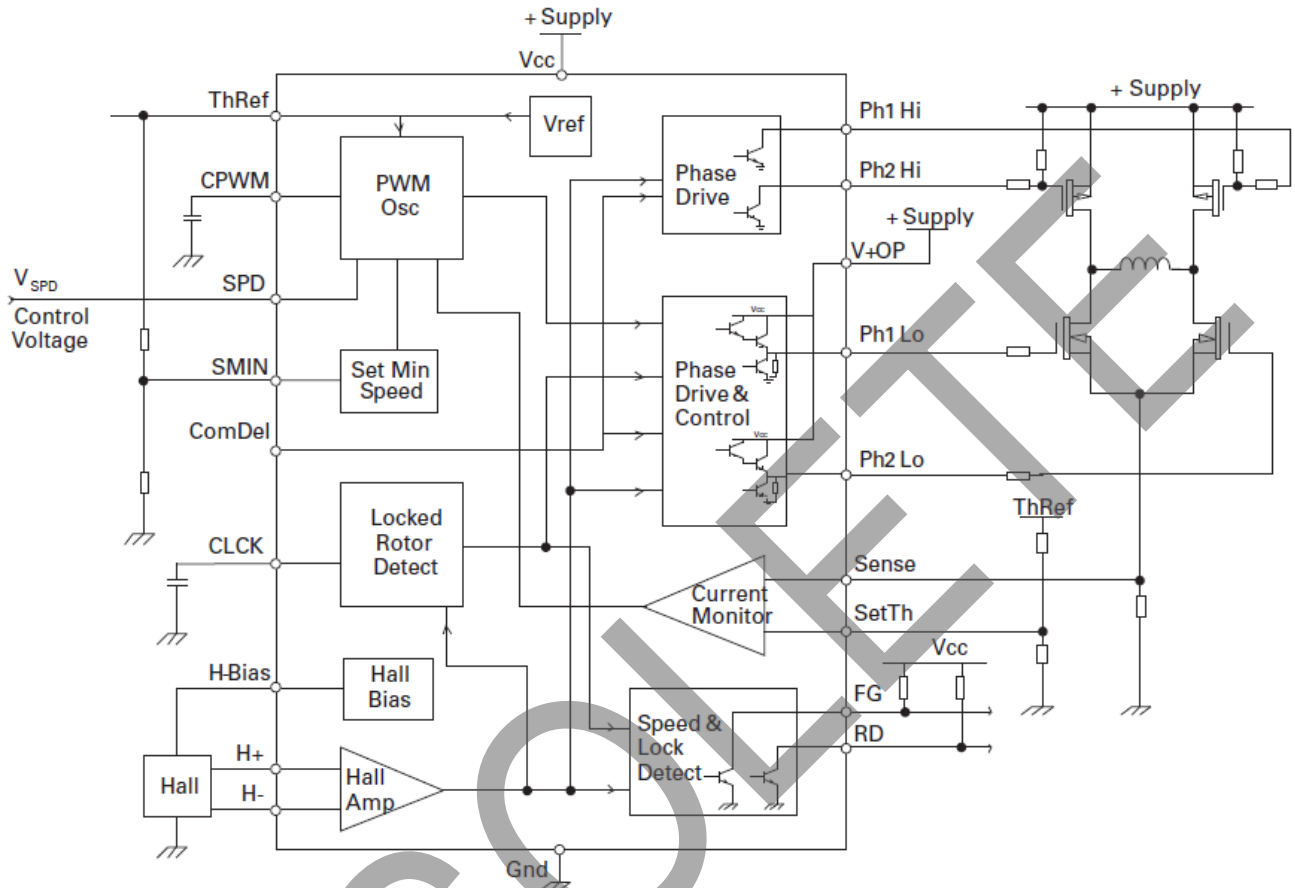 + Supply
Vcc
ThRef
Vref
CPWM
PWM
Osc
V
SPD
Control
Voltage
SPD
SMIN
Set Min
Speed
ComDel
CLCK
Locked
Rotor
Detect
H-Bias
Hall
Bias
Hall
H+
H-
Hall
Amp
Gnd
Phase
Drive
Phase
Drive &
Control
Vcc
Vcc
Current
Monitor
Speed &
Lock
Detect
Ph1 Hi
Ph2 Hi
+ Supply
V+OP
Ph1 Lo
Ph2 Lo
ThRef
Sense
SetTh
Vcc
FG
RD
+ Supply
OBSOLETE